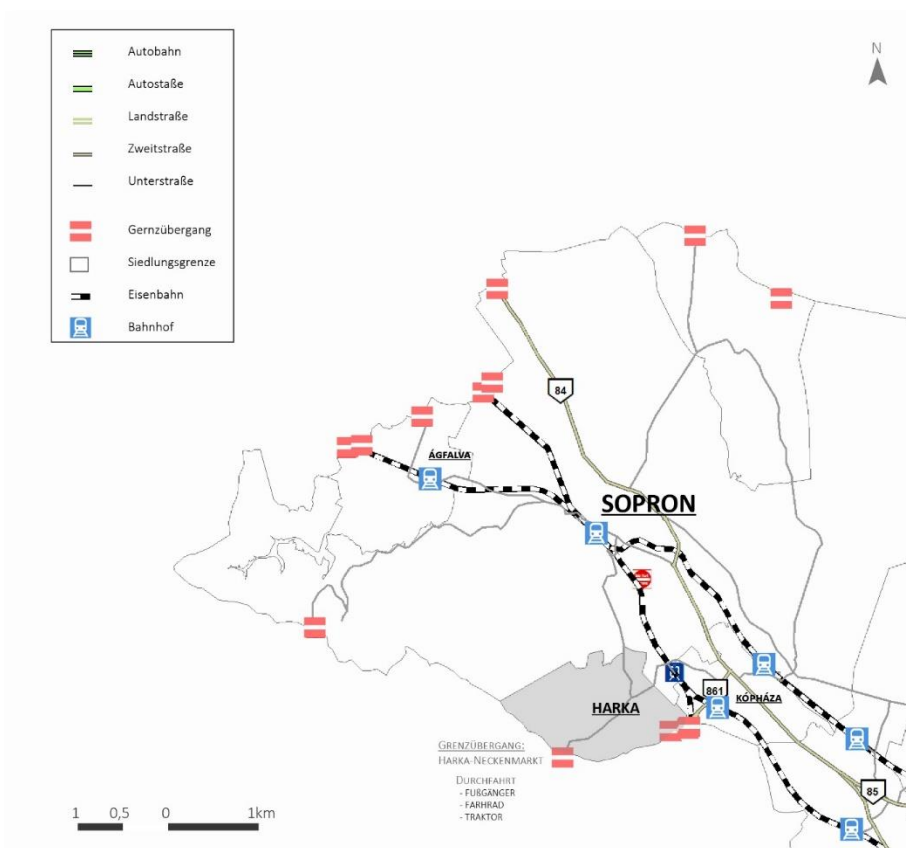 Autobahn
Autostaße
Landstraße
Zweitstraße
Unterstraße
Gernzübergang
Siedlungsgrenze
Eisenbahn
Bahnhof
N
84
ÁGFALVA
SOPRON
861
KÓPHÁZA
HARKA
GRENZÜBERGANG:
HARKA-NECKENMARKT
DURCHFAHRT
- FUßGÄNGER
- FARHRAD
- TRAKTOR
85
1 0,5 0 1km